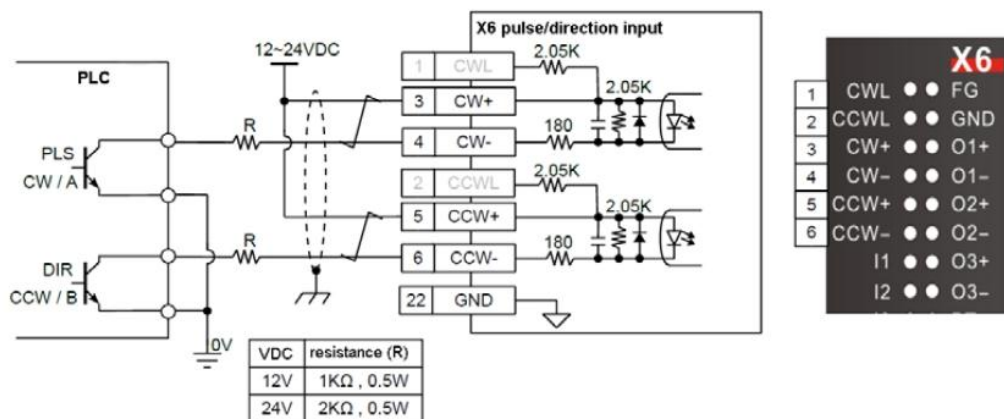 PLC
PLS
CW / A
DIR
CCW / B
12~24VDC
R
R
0V
VDC resistance (R)
12V 1KΩ , 0.5W
24V 2KΩ , 0.5W
X6 pulse/direction input
1 CWL
2.05K
3 CW+
2.05K
4 CW-
180
2 CCWL
2.05K
5 CCW+
2.05K
6 CCW-
180
22 GND
X6
1 CWL FG
2 CCWL GND
3 CW+ O1+
4 CW− O1−
5 CCW+ O2+
6 CCW− O2−
I1 O3+
I2 O3−